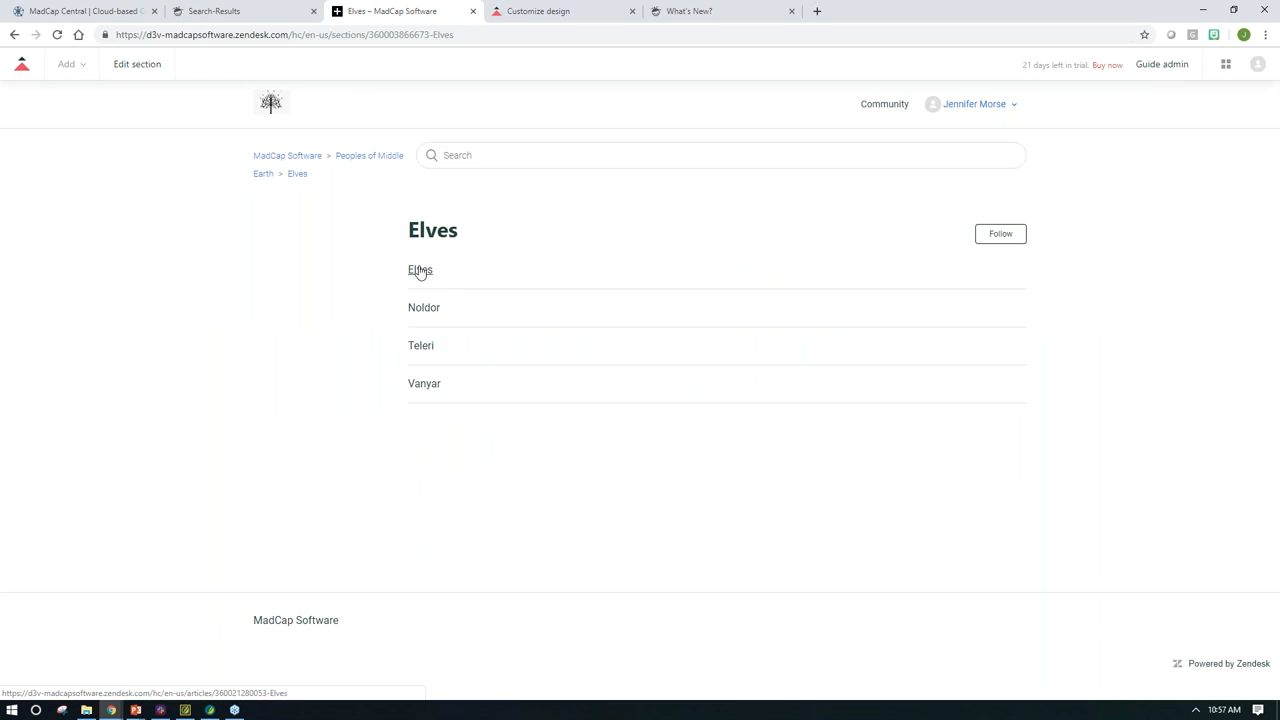 MadCap Central | Cloud-based C
Search-Results
Elves – MadCap Software
Customize design
What's New?
https://d3v-madcapsoftware.zendesk.com/hc/en-us/sections/360003866673-Elves
J
Add
Edit section
21 days left in trial. Buy now
Guide admin
Community
Jennifer Morse
MadCap Software > Peoples of Middle
Earth > Elves
Search
Elves
Follow
Elves
Noldor
Teleri
Vanyar
MadCap Software
Powered by Zendesk
https://d3v-madcapsoftware.zendesk.com/hc/en-us/articles/360021280053-Elves
10:57 AM